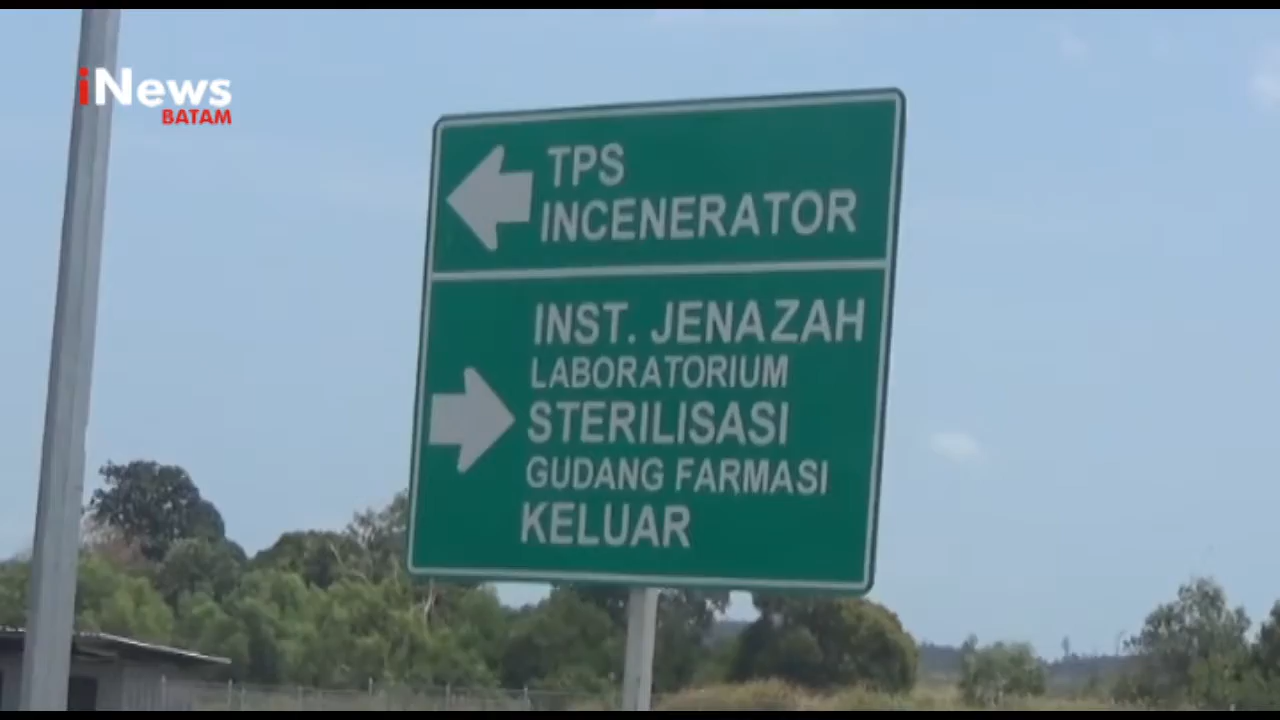 iNews
BATAM
TPS
INCENERATOR
INST. JENAZAH
LABORATORIUM
STERILISASI
GUDANG FARMASI
KELUAR